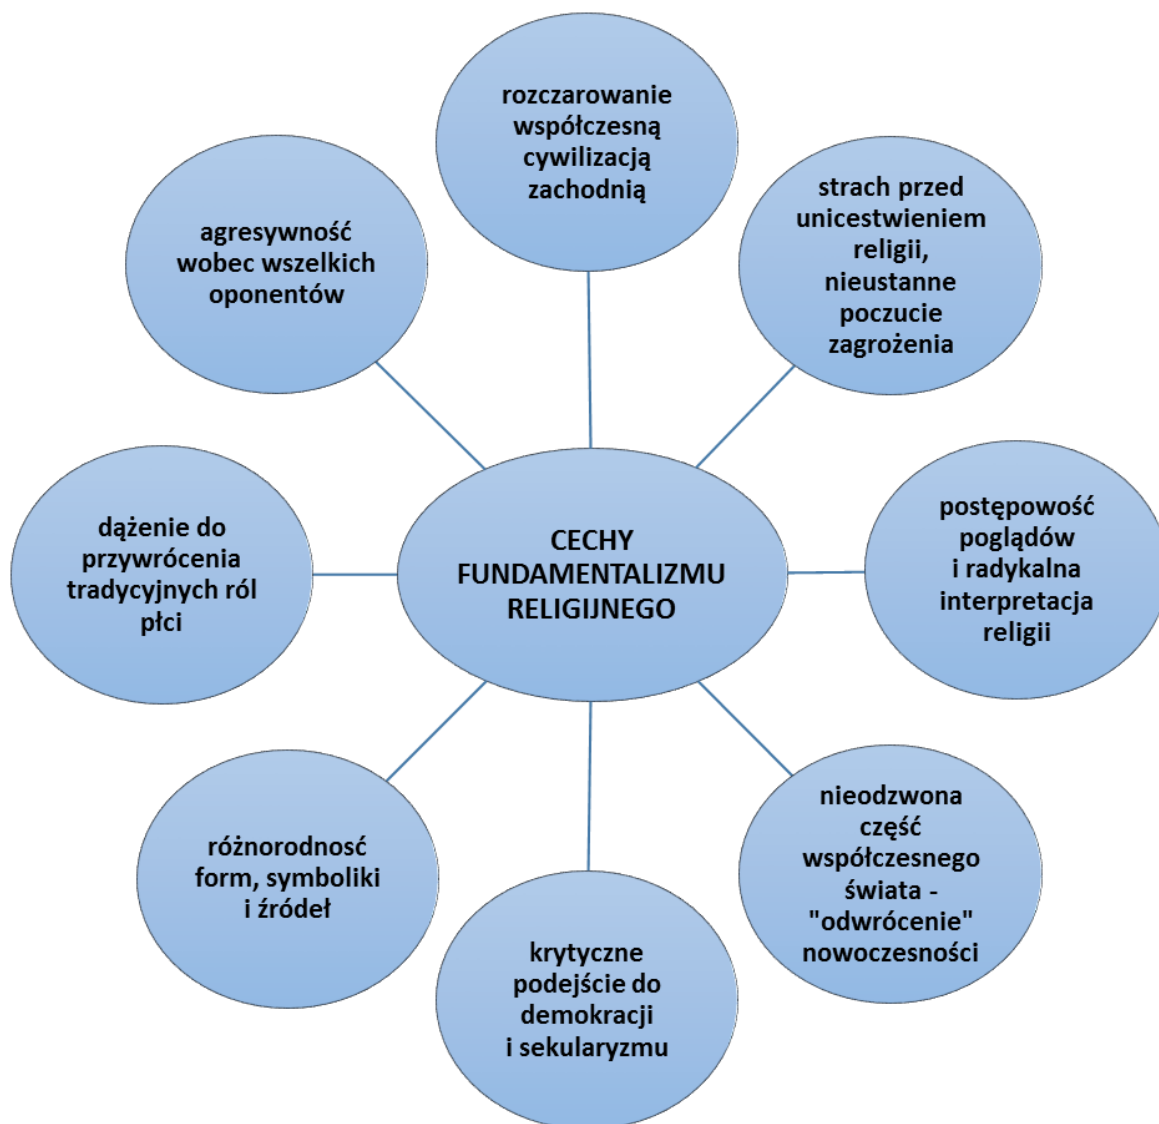 rozczarowanie
współczesną
cywilizacją
zachodnią
strach przed
unicestwieniem
religii,
nieustanne
poczucie
zagrożenia
postępowość
poglądów
i radykalna
interpretacja
religii
nieodzwona
część
współczesnego
świata -
"odwrócenie"
nowoczesności
krytyczne
podejście do
demokracji
i sekularyzmu
różnorodnosć
form, symboliki
i źródeł
dążenie do
przywrócenia
tradycyjnych ról
płci
agresywność
wobec wszelkich
oponentów
CECHY
FUNDAMENTALIZMU
RELIGIJNEGO